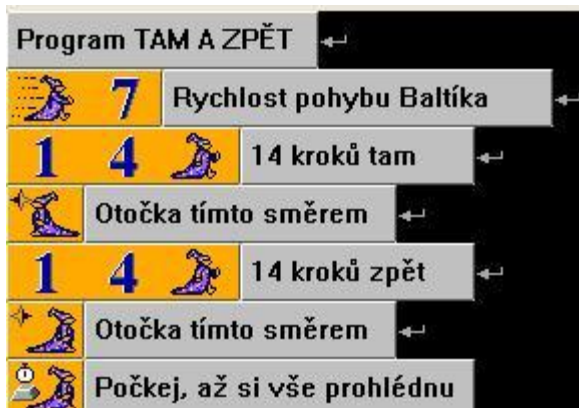 Program TAM A ZPĚT
7 Rychlost pohybu Baltíka
1 4 14 kroků tam
Otočka tímto směrem
1 4 14 kroků zpět
Otočka tímto směrem
Počkej, až si vše prohlédnu